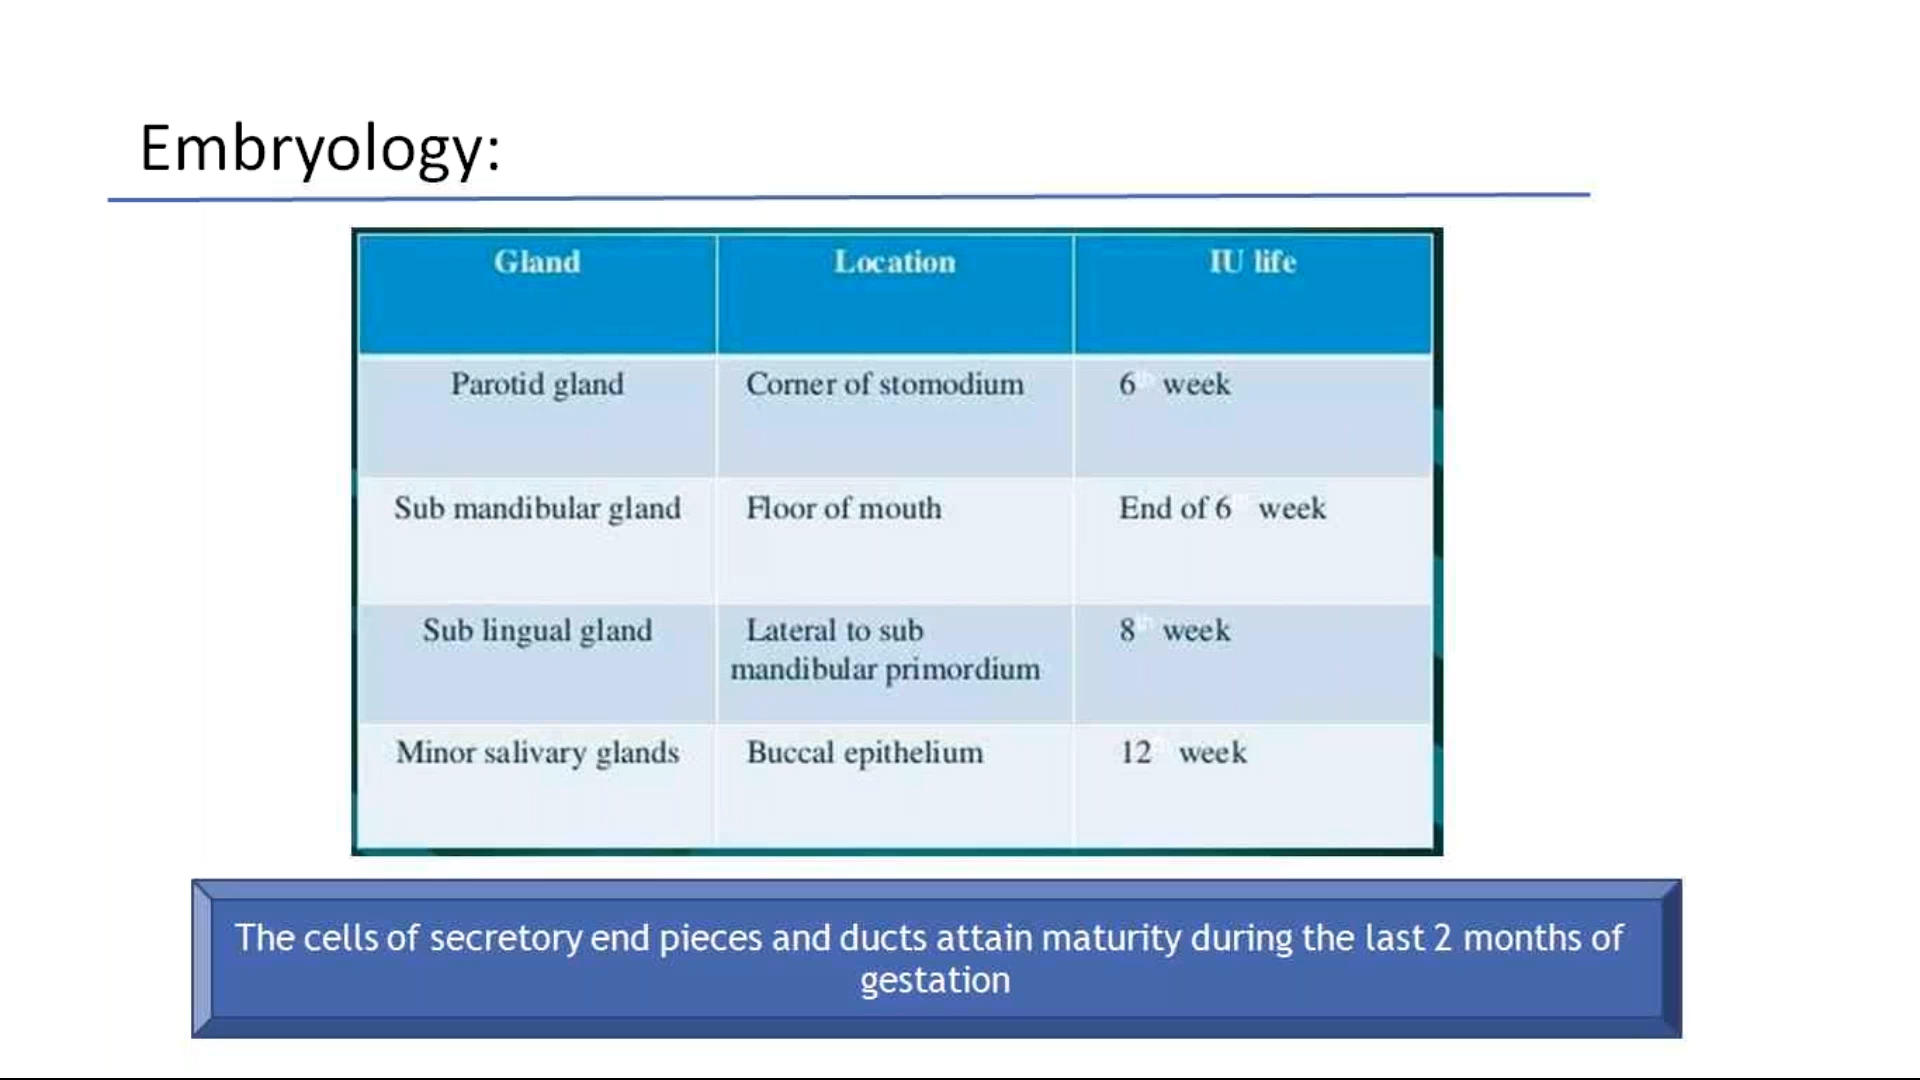 Embryology:
Gland Location IU life
Parotid gland Corner of stomodium 6th week
Sub mandibular gland Floor of mouth End of 6 week
Sub lingual gland Lateral to sub 8th week
mandibular primordium
Minor salivary glands Buccal epithelium 12 week
The cells of secretory end pieces and ducts attain maturity during the last 2 months of
gestation